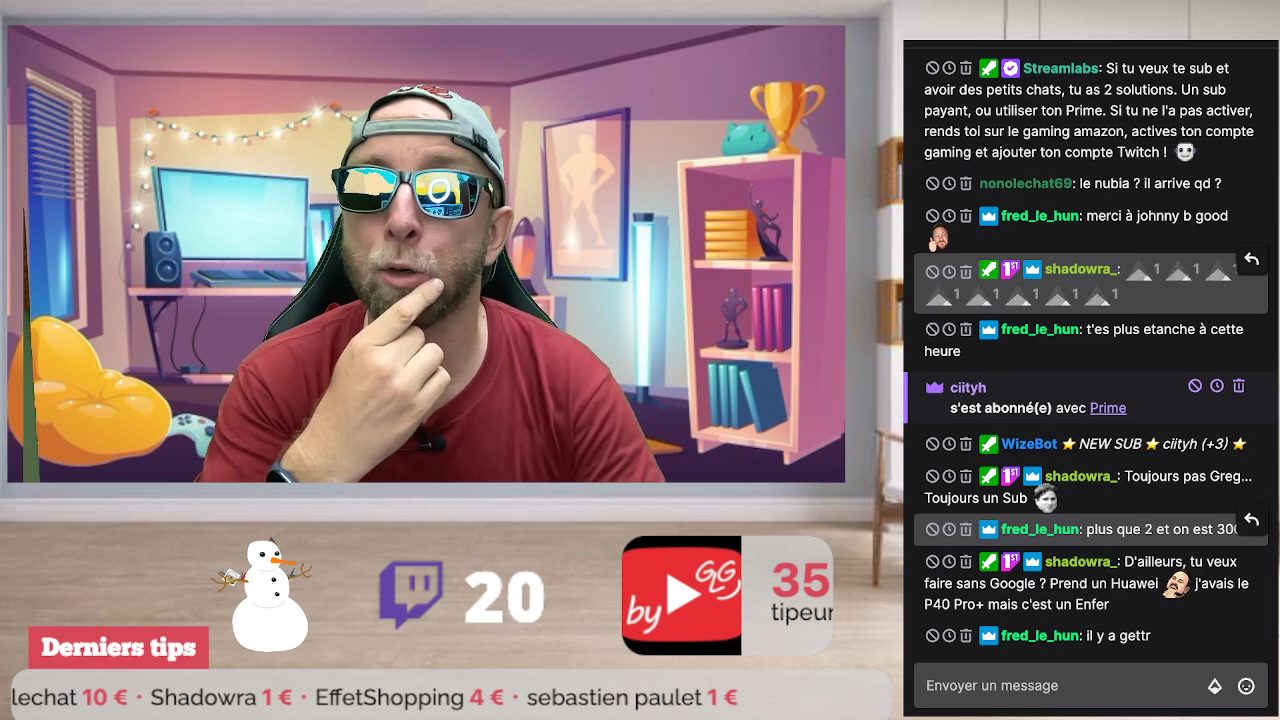 Streamlabs: Si tu veux te sub et
avoir des petits chats, tu as 2 solutions. Un sub
payant, ou utiliser ton Prime. Si tu ne l'a pas activer,
rends toi sur le gaming amazon, actives ton compte
gaming et ajouter ton compte Twitch !
nonolechat69: le nubia ? il arrive qd ?
fred_le_hun: merci à johnny b good
1ST shadowra_: 1 1 1
1 1 1 1 1
fred_le_hun: t'es plus etanche à cette
heure
ciityh
s'est abonné(e) avec Prime
WizeBot ⭐ NEW SUB ⭐ ciityh (+3) ⭐
1ST shadowra_: Toujours pas Greg...
Toujours un Sub
fred_le_hun: plus que 2 et on est 300
1ST shadowra_: D'ailleurs, tu veux
faire sans Google ? Prend un Huawei j'avais le
P40 Pro+ mais c'est un Enfer
fred_le_hun: il y a gettr
Envoyer un message
20
by GG
35
tipeur
Derniers tips
lechat 10 € · Shadowra 1 € · EffetShopping 4 € · sebastien paulet 1 €